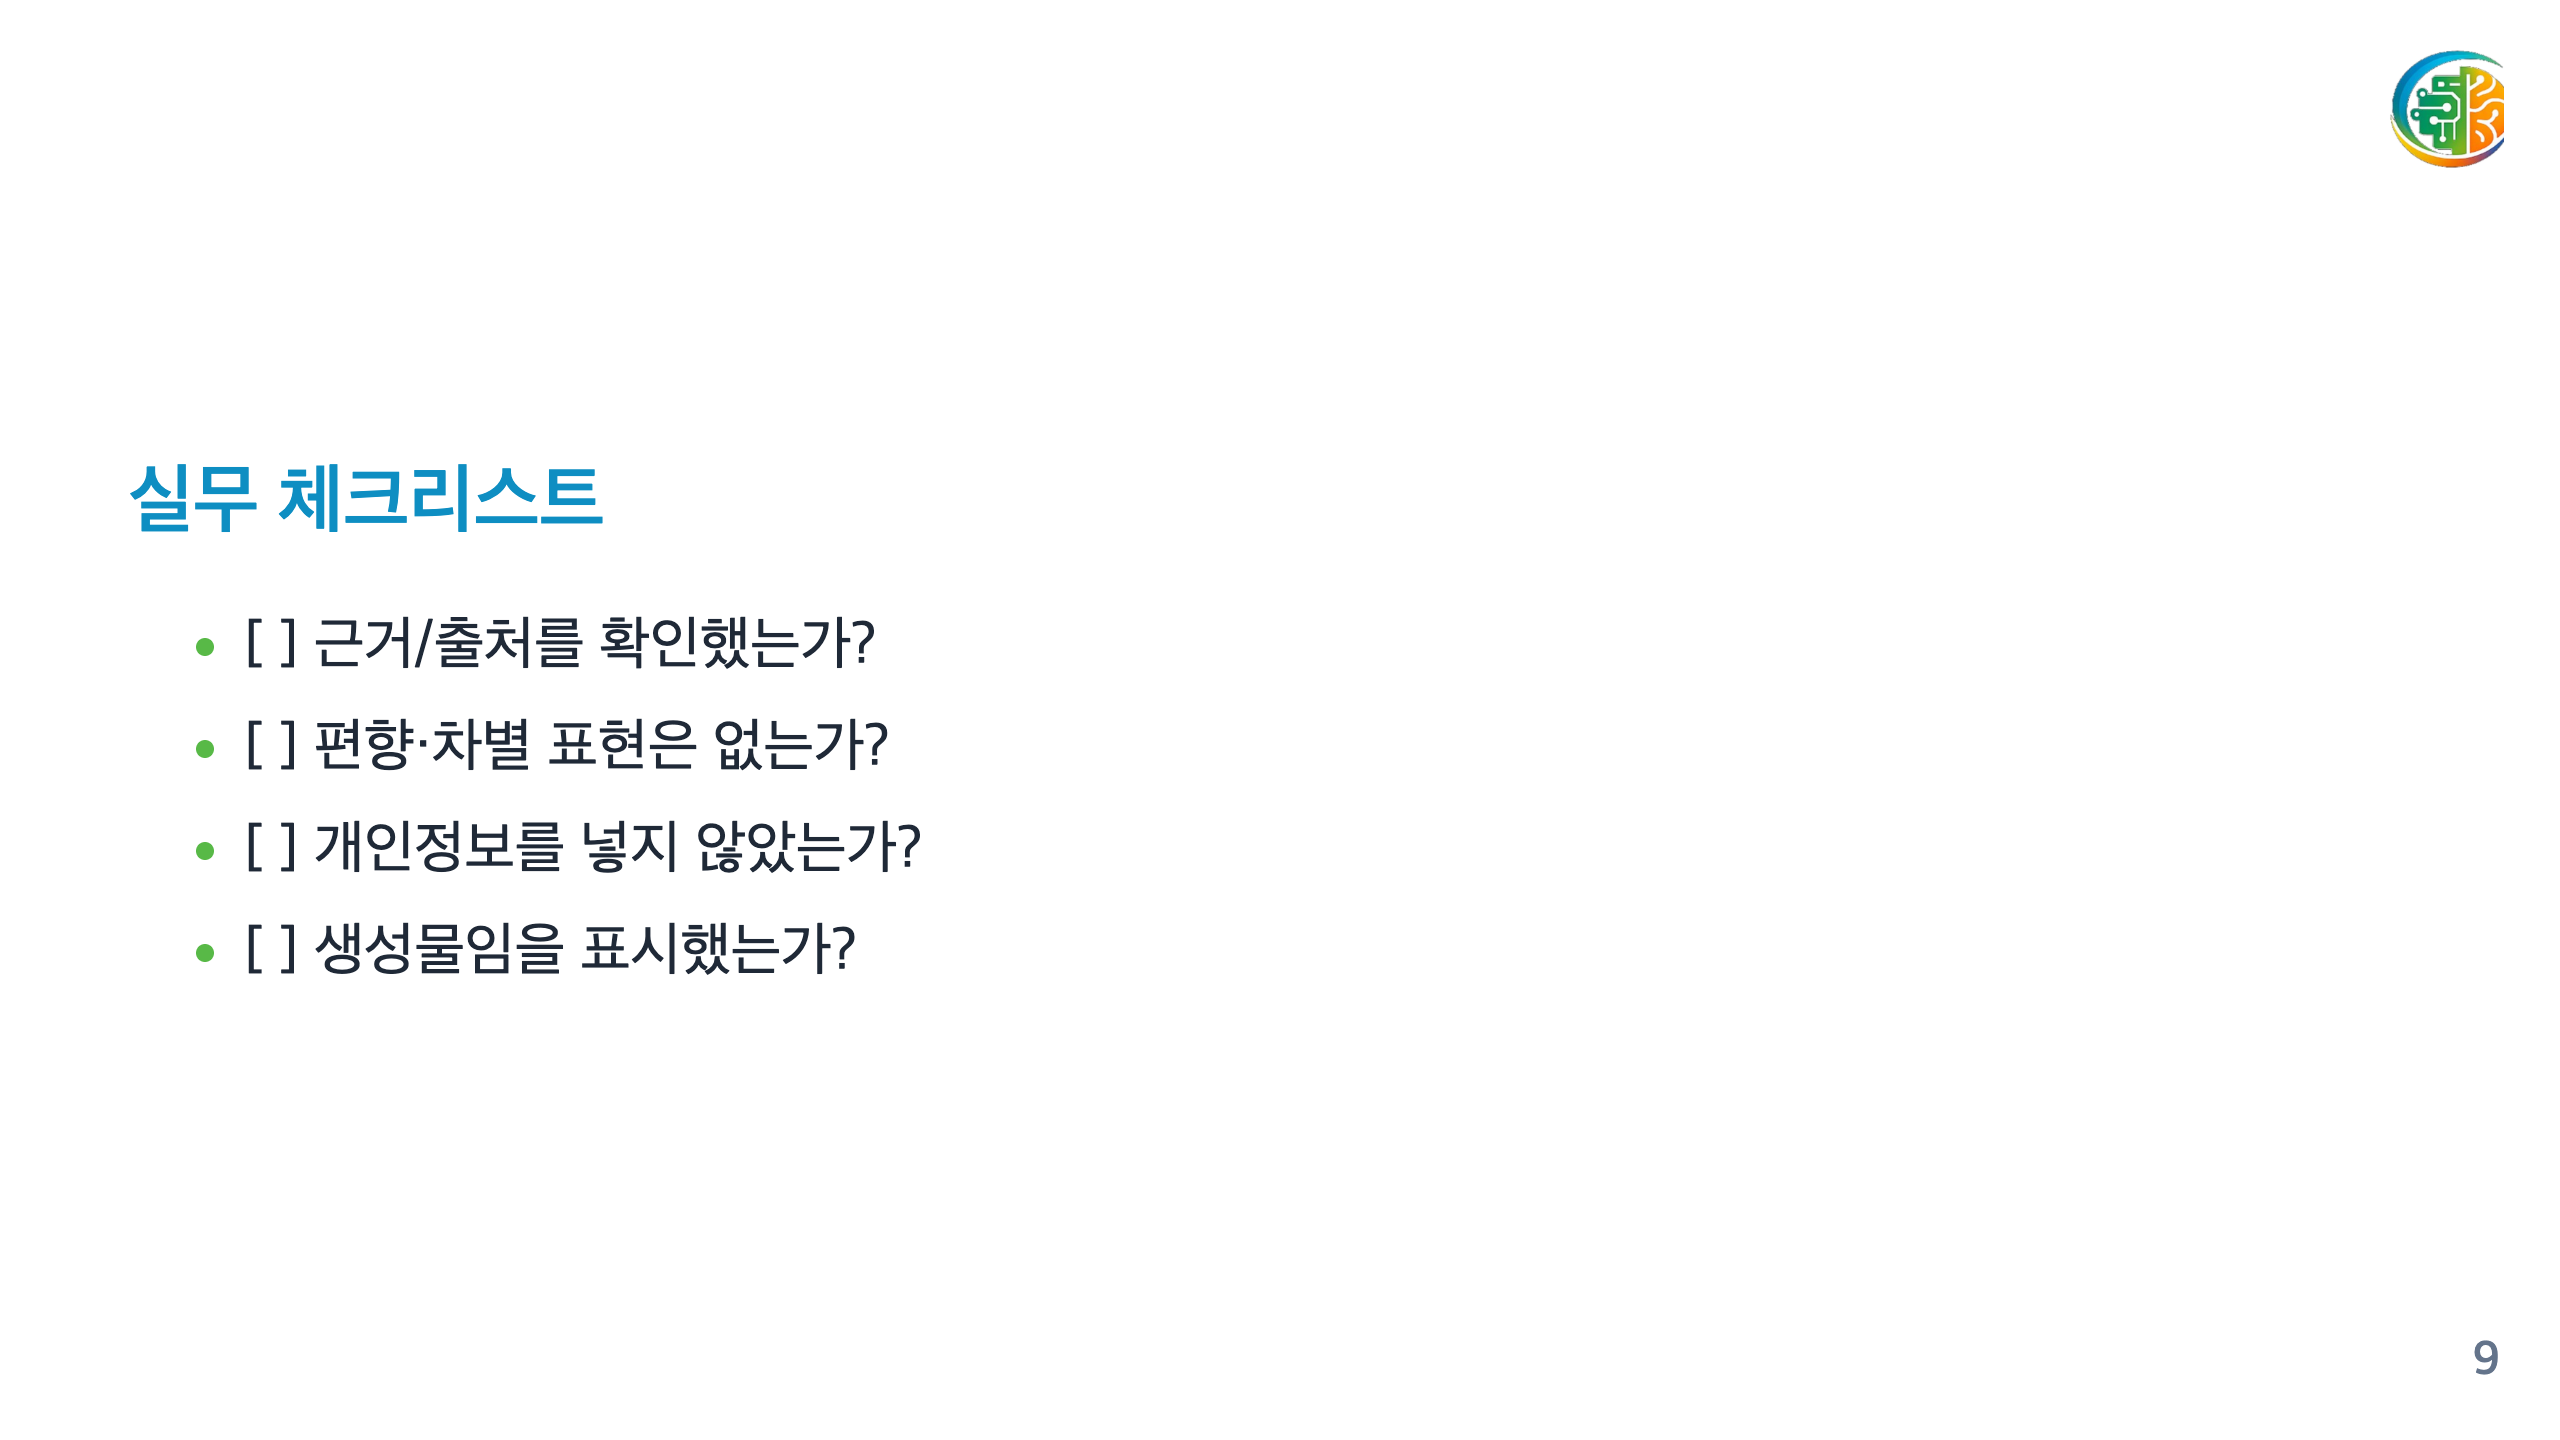 실무 체크리스트
• [ ] 근거/출처를 확인했는가?
• [ ] 편향·차별 표현은 없는가?
• [ ] 개인정보를 넣지 않았는가?
• [ ] 생성물임을 표시했는가?
9